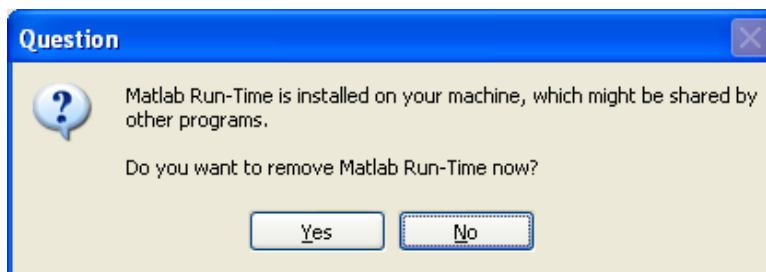 Question
Matlab Run-Time is installed on your machine, which might be shared by
other programs.
Do you want to remove Matlab Run-Time now?
Yes
No